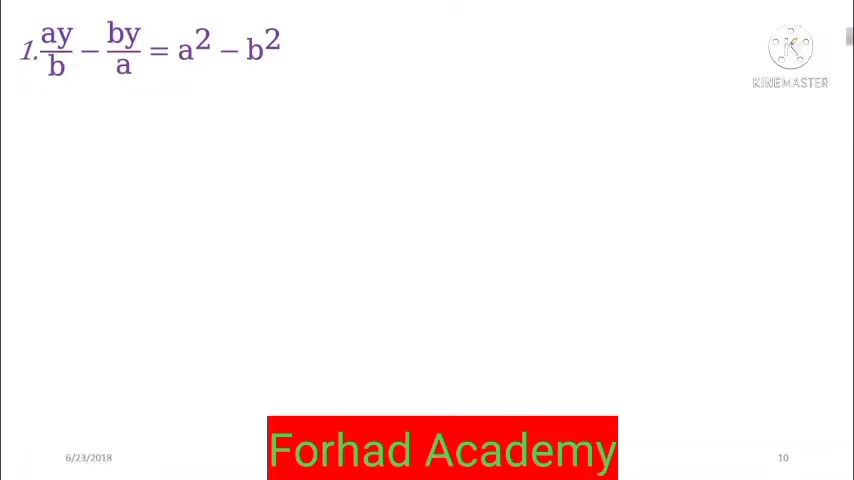 1. ay/b − by/a = a² − b²
KINEMASTER
Forhad Academy
6/23/2018
10